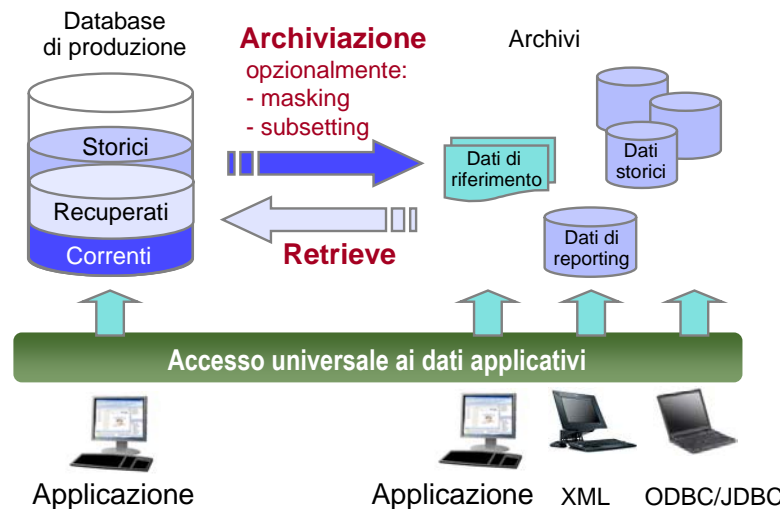 Database
di produzione
Archiviazione
opzionalmente:
- masking
- subsetting
Archivi
Storici
Recuperati
Correnti
Dati di
riferimento
Dati
storici
Retrieve
Dati di
reporting
Accesso universale ai dati applicativi
Applicazione
Applicazione
XML
ODBC/JDBC